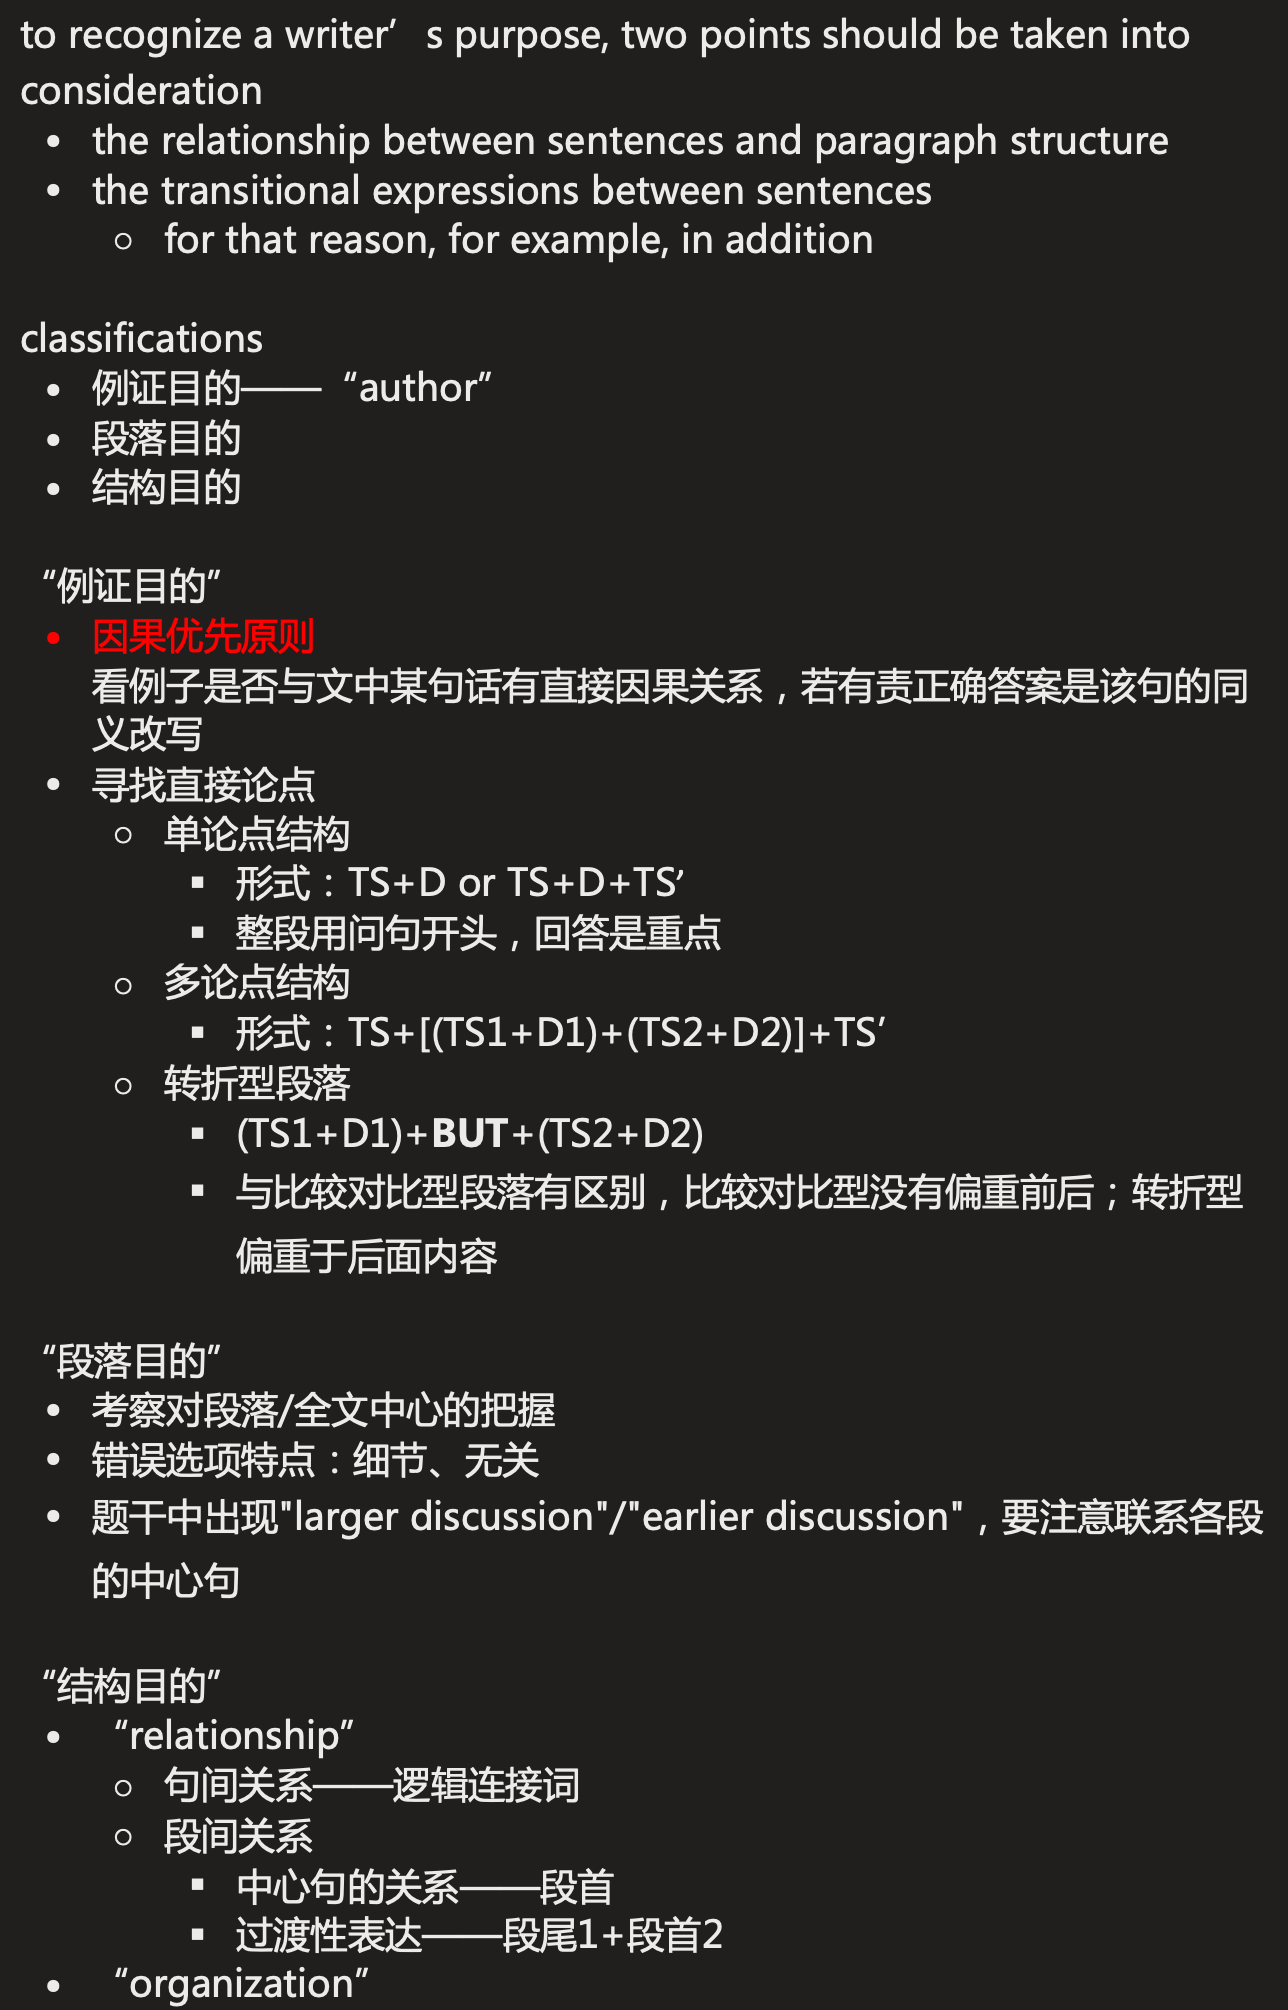 to recognize a writer’s purpose, two points should be taken into
consideration
• the relationship between sentences and paragraph structure
• the transitional expressions between sentences
○ for that reason, for example, in addition
classifications
• 例证目的——“author”
• 段落目的
• 结构目的
“例证目的”
• 因果优先原则
看例子是否与文中某句话有直接因果关系，若有责正确答案是该句的同
义改写
• 寻找直接论点
○ 单论点结构
▪ 形式：TS+D or TS+D+TS’
▪ 整段用问句开头，回答是重点
○ 多论点结构
▪ 形式：TS+[(TS1+D1)+(TS2+D2)]+TS’
○ 转折型段落
▪ (TS1+D1)+BUT+(TS2+D2)
▪ 与比较对比型段落有区别，比较对比型没有偏重前后；转折型
偏重于后面内容
“段落目的”
• 考察对段落/全文中心的把握
• 错误选项特点：细节、无关
• 题干中出现"larger discussion"/"earlier discussion"，要注意联系各段
的中心句
“结构目的”
• “relationship”
○ 句间关系——逻辑连接词
○ 段间关系
▪ 中心句的关系——段首
▪ 过渡性表达——段尾1+段首2
• “organization”